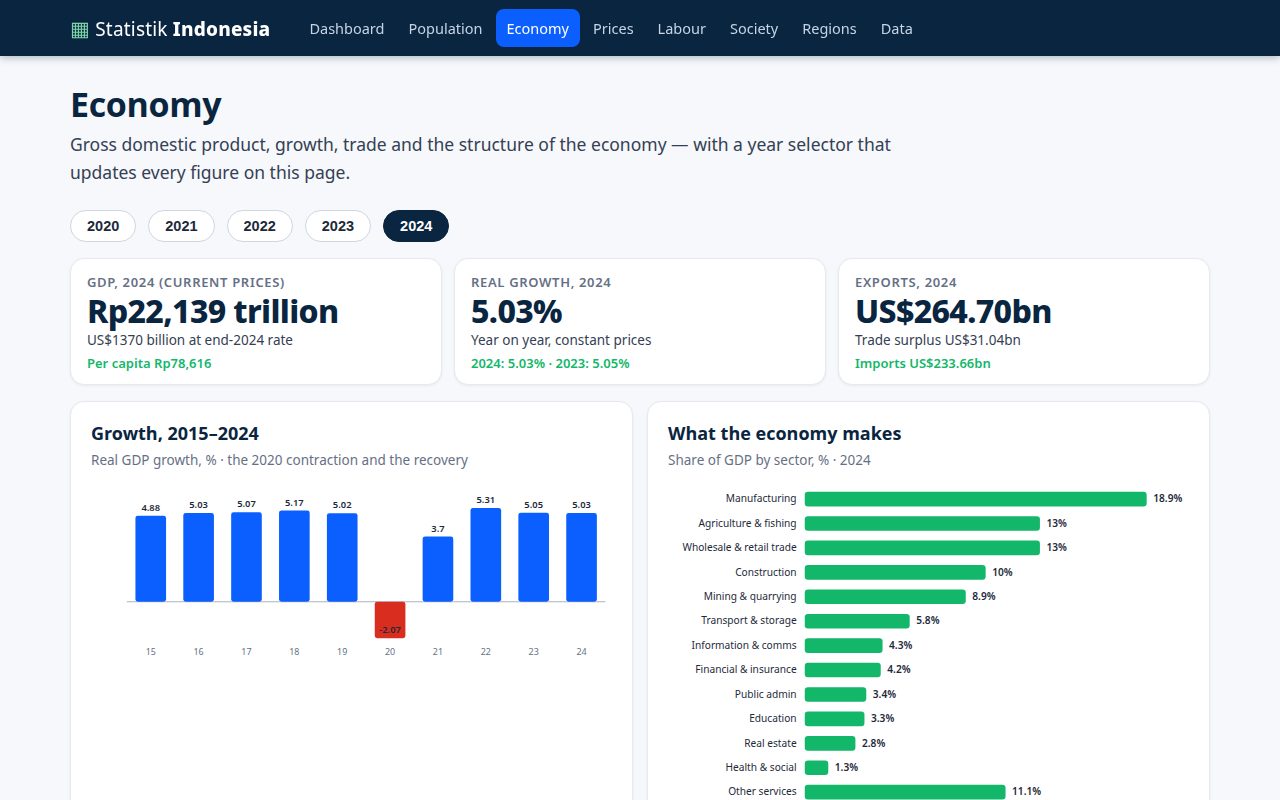 ▦ Statistik Indonesia
Dashboard Population Economy Prices Labour Society Regions Data
Economy
Gross domestic product, growth, trade and the structure of the economy — with a year selector that
updates every figure on this page.
2020 2021 2022 2023 2024
GDP, 2024 (CURRENT PRICES)
Rp22,139 trillion
US$1370 billion at end-2024 rate
Per capita Rp78,616
REAL GROWTH, 2024
5.03%
Year on year, constant prices
2024: 5.03% · 2023: 5.05%
EXPORTS, 2024
US$264.70bn
Trade surplus US$31.04bn
Imports US$233.66bn
Growth, 2015–2024
Real GDP growth, % · the 2020 contraction and the recovery
4.88 5.03 5.07 5.17 5.02 -2.07 3.7 5.31 5.05 5.03
15 16 17 18 19 20 21 22 23 24
What the economy makes
Share of GDP by sector, % · 2024
Manufacturing 18.9%
Agriculture & fishing 13%
Wholesale & retail trade 13%
Construction 10%
Mining & quarrying 8.9%
Transport & storage 5.8%
Information & comms 4.3%
Financial & insurance 4.2%
Public admin 3.4%
Education 3.3%
Real estate 2.8%
Health & social 1.3%
Other services 11.1%